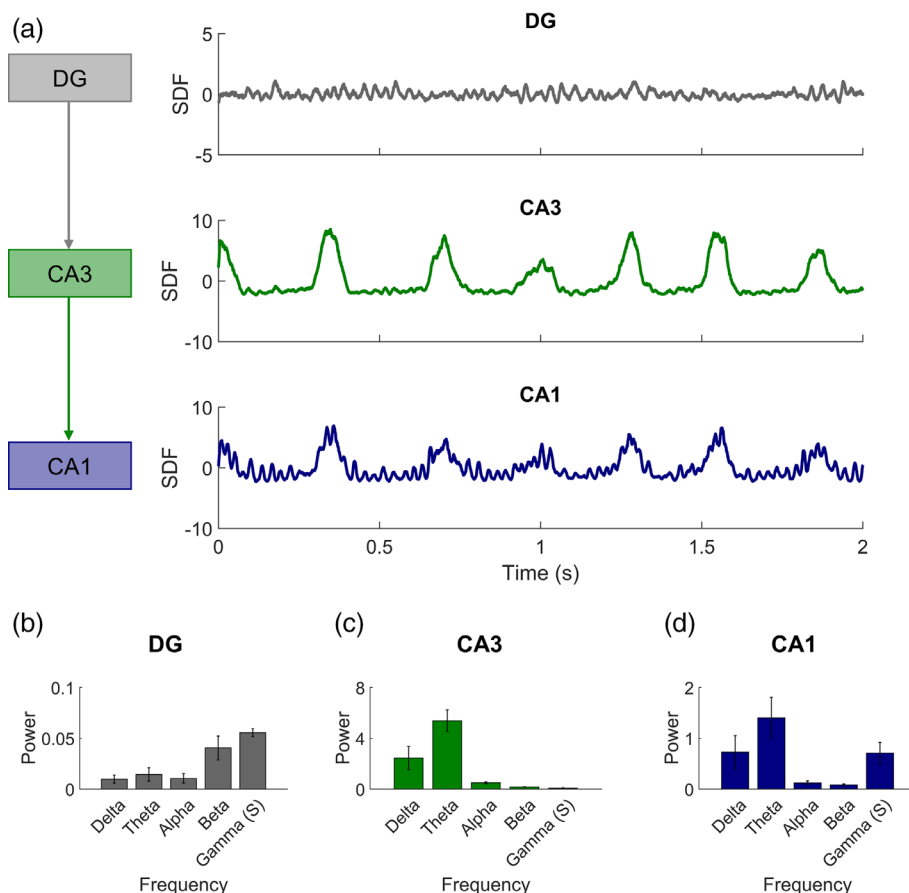 (a)
DG
CA3
CA1
DG
5
0
-5
SDF
CA3
10
0
-10
SDF
CA1
10
0
-10
SDF
0
0.5
1
1.5
2
Time (s)
(b)
DG
0.1
0.05
0
Power
Delta
Theta
Alpha
Beta
Gamma (S)
Frequency
(c)
CA3
8
4
0
Power
Delta
Theta
Alpha
Beta
Gamma (S)
Frequency
(d)
CA1
2
1
0
Power
Delta
Theta
Alpha
Beta
Gamma (S)
Frequency